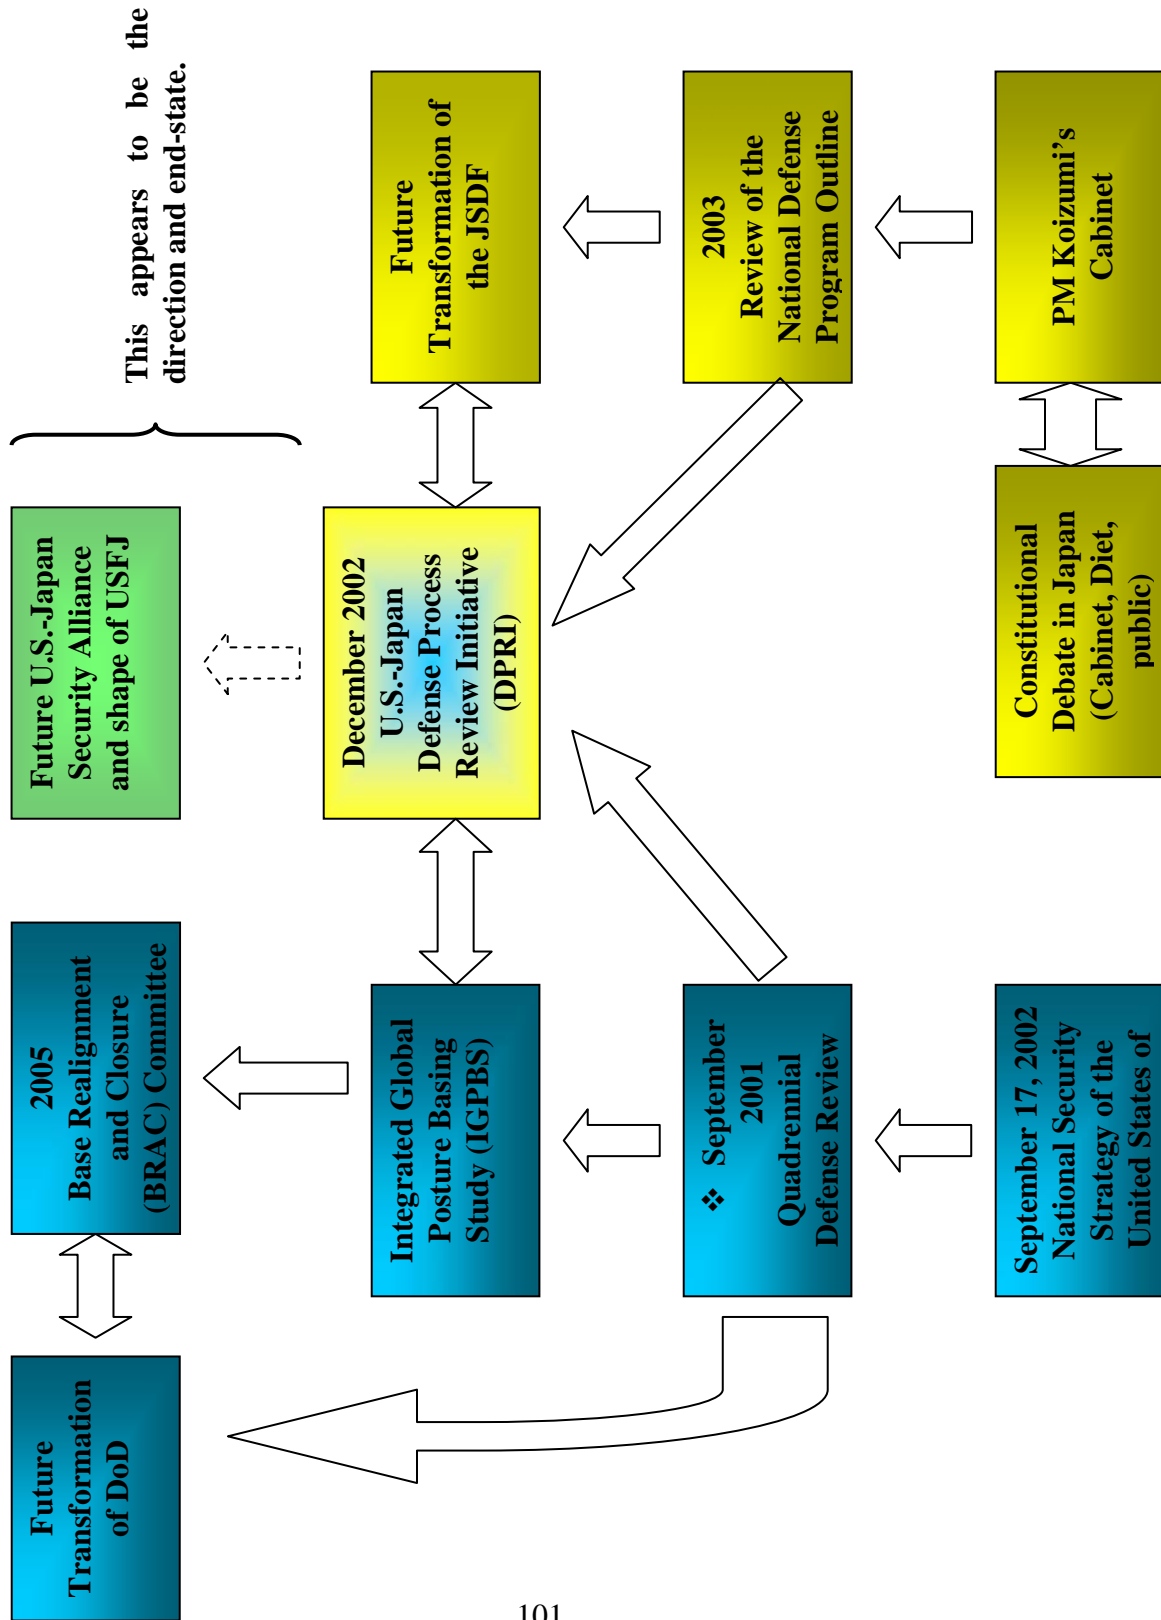 Future
Transformation
of DoD
2005
Base Realignment
and Closure
(BRAC) Committee
Future U.S.-Japan
Security Alliance
and shape of USFJ
This appears to be the
direction and end-state.
Integrated Global
Posture Basing
Study (IGPBS)
December 2002
U.S.-Japan
Defense Process
Review Initiative
(DPRI)
Future
Transformation of
the JSDF
❖ September
2001
Quadrennial
Defense Review
2003
Review of the
National Defense
Program Outline
September 17, 2002
National Security
Strategy of the
United States of
Constitutional
Debate in Japan
(Cabinet, Diet,
public)
PM Koizumi’s
Cabinet
101